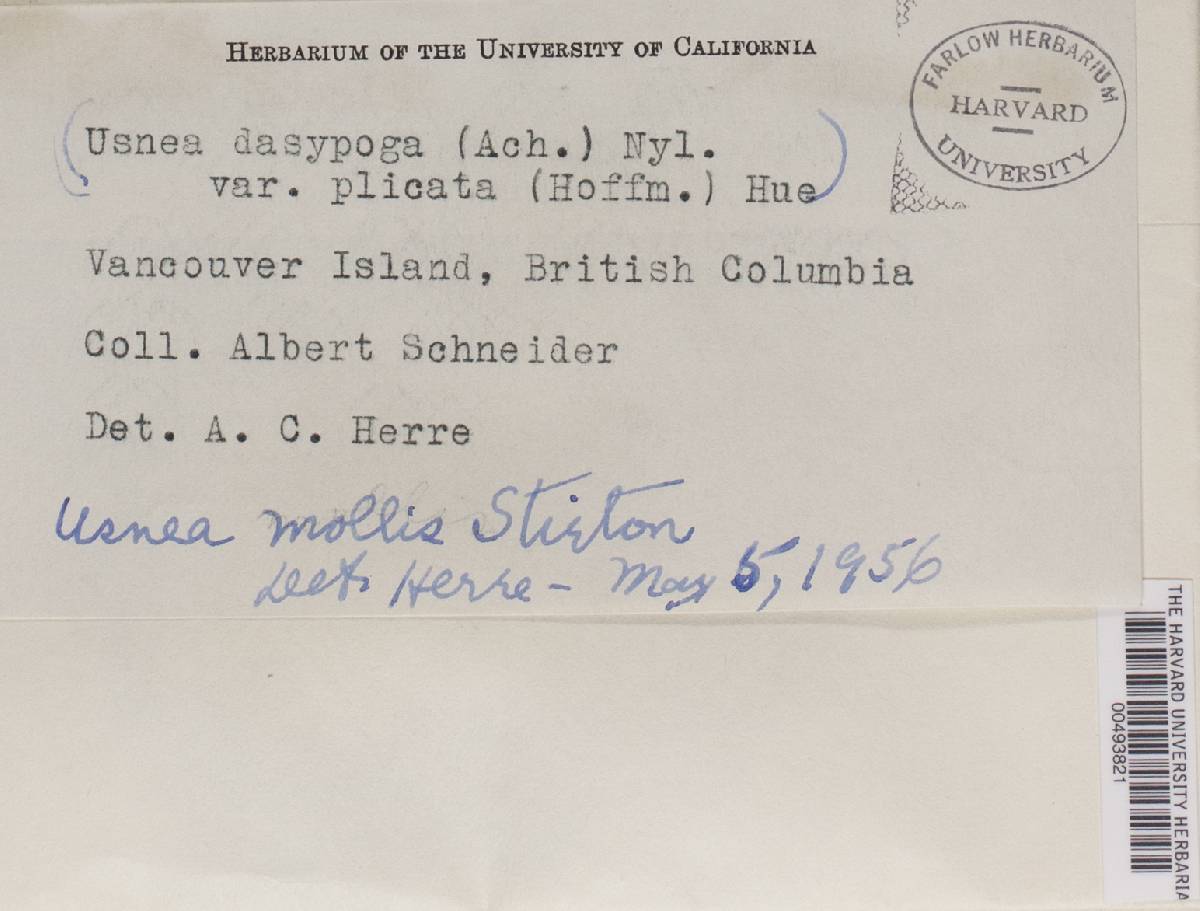 HERBARIUM OF THE UNIVERSITY OF CALIFORNIA
FARLOW HERBARIUM
HARVARD
UNIVERSITY
(Usnea dasypoga (Ach.) Nyl.
var. plicata (Hoffm.) Hue)
Vancouver Island, British Columbia
Coll. Albert Schneider
Det. A. C. Herre
Usnea mollis Stirton
Det. Herre - May 5, 1956
THE HARVARD UNIVERSITY HERBARIA
00493821